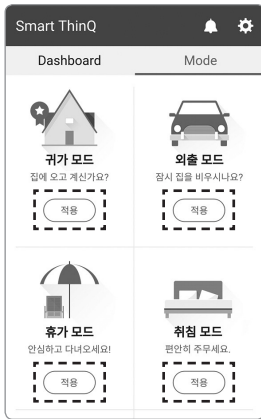 Smart ThinQ
Dashboard Mode
귀가 모드
집에 오고 계신가요?
적용
외출 모드
잠시 집을 비우시나요?
적용
휴가 모드
안심하고 다녀오세요!
적용
취침 모드
편안히 주무세요.
적용